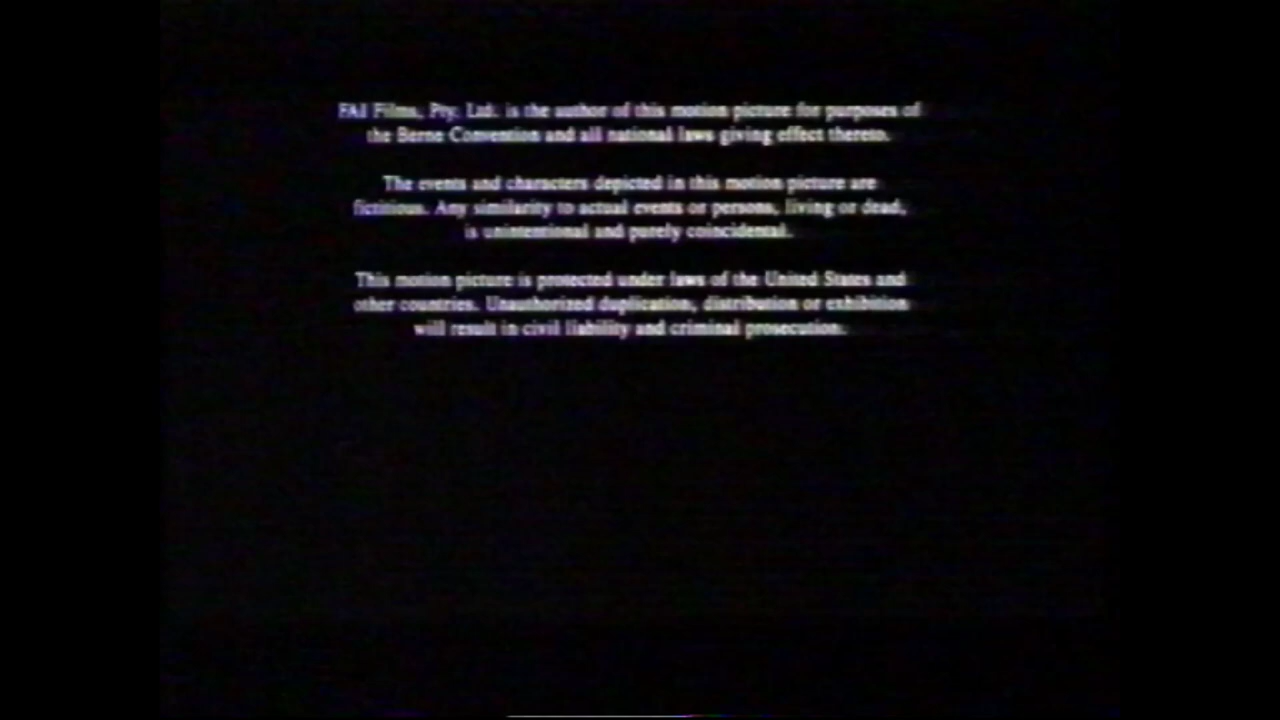 FAI Films, Pty. Ltd. is the author of this motion picture for purposes of
the Berne Convention and all national laws giving effect thereto.
The events and characters depicted in this motion picture are
fictitious. Any similarity to actual events or persons, living or dead,
is unintentional and purely coincidental.
This motion picture is protected under laws of the United States and
other countries. Unauthorized duplication, distribution or exhibition
will result in civil liability and criminal prosecution.